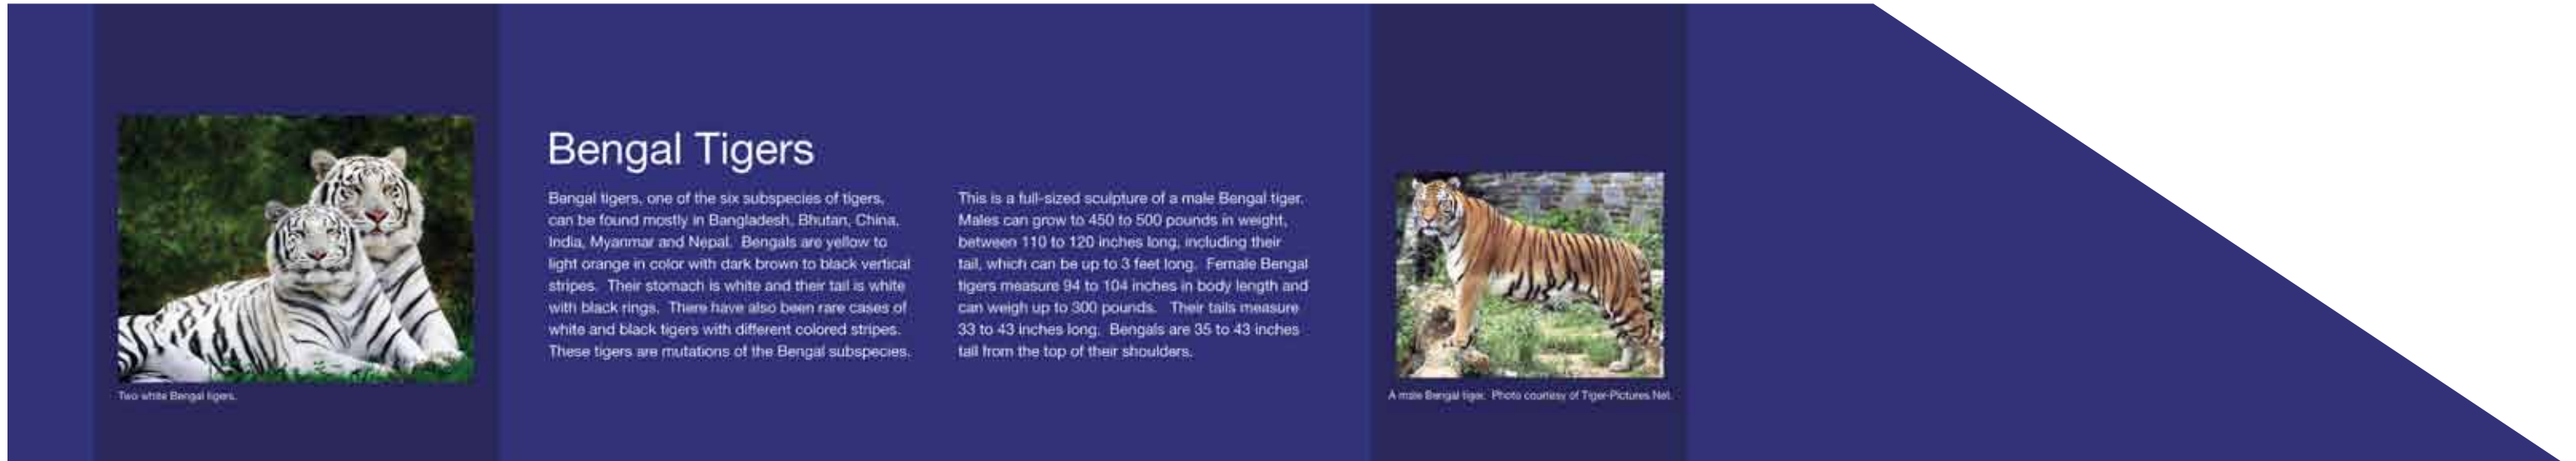 Bengal Tigers
Bengal tigers, one of the six subspecies of tigers,
can be found mostly in Bangladesh, Bhutan, China,
India, Myanmar and Nepal. Bengals are yellow to
light orange in color with dark brown to black vertical
stripes. Their stomach is white and their tail is white
with black rings. There have also been rare cases of
white and black tigers with different colored stripes.
These tigers are mutations of the Bengal subspecies.
This is a full-sized sculpture of a male Bengal tiger.
Males can grow to 450 to 500 pounds in weight,
between 110 to 120 inches long, including their
tail, which can be up to 3 feet long. Female Bengal
tigers measure 94 to 104 inches in body length and
can weigh up to 300 pounds. Their tails measure
33 to 43 inches long. Bengals are 35 to 43 inches
tall from the top of their shoulders.
Two white Bengal tigers.
A male Bengal tiger. Photo courtesy of Tiger-Pictures.Net.